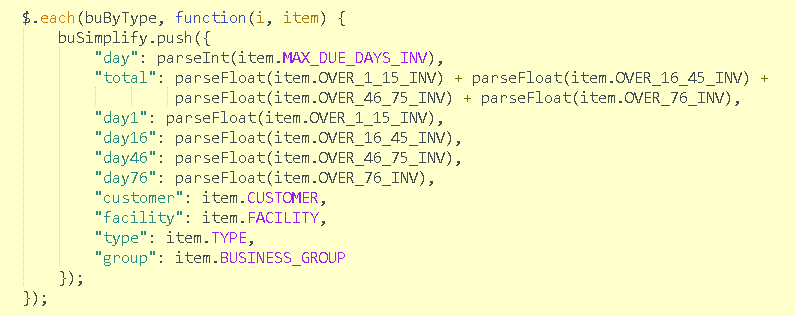 $.each(buByType, function(i, item) {
    buSimplify.push({
        "day": parseInt(item.MAX_DUE_DAYS_INV),
        "total": parseFloat(item.OVER_1_15_INV) + parseFloat(item.OVER_16_45_INV) +
                 parseFloat(item.OVER_46_75_INV) + parseFloat(item.OVER_76_INV),
        "day1": parseFloat(item.OVER_1_15_INV),
        "day16": parseFloat(item.OVER_16_45_INV),
        "day46": parseFloat(item.OVER_46_75_INV),
        "day76": parseFloat(item.OVER_76_INV),
        "customer": item.CUSTOMER,
        "facility": item.FACILITY,
        "type": item.TYPE,
        "group": item.BUSINESS_GROUP
    });
});